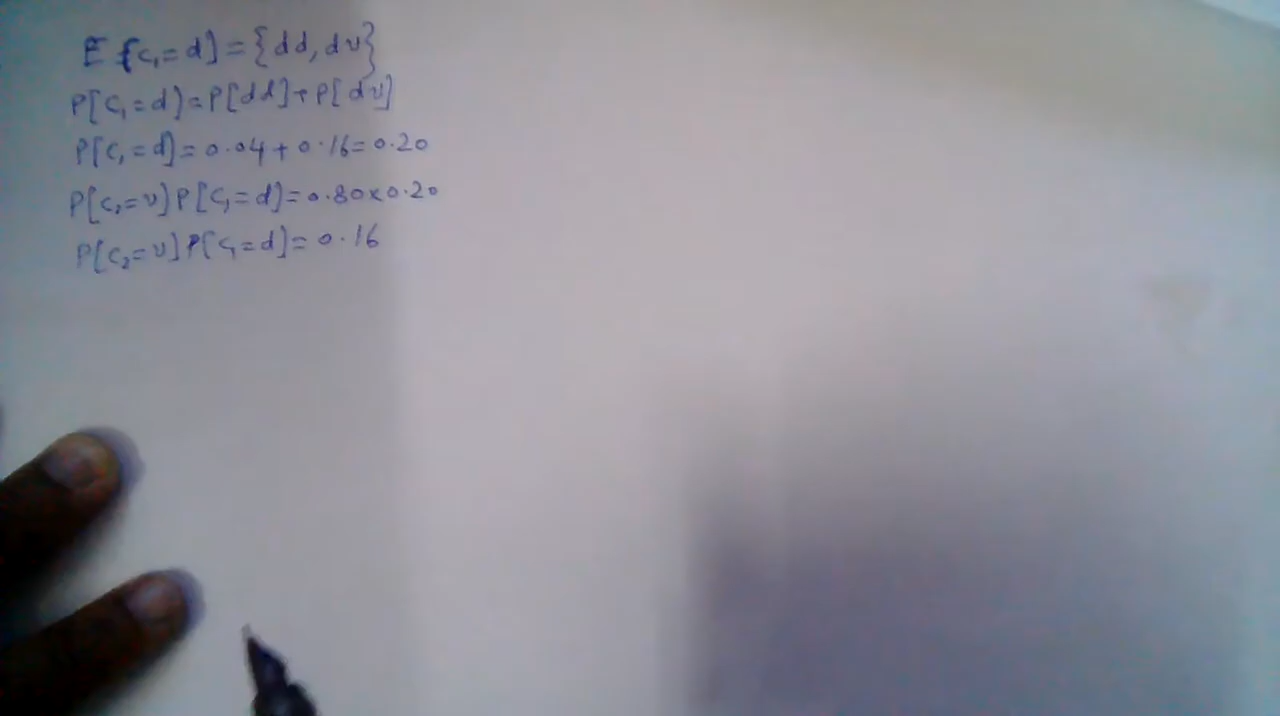 E [C₁=d] = {dd, dv}
P[C₁=d) = P[dd] + P[dv]
P[C₁=d] = 0.04 + 0.16 = 0.20
P[C₂=v] P[C₁=d] = 0.80 x 0.20
P[C₂=v] P[C₁=d] = 0.16